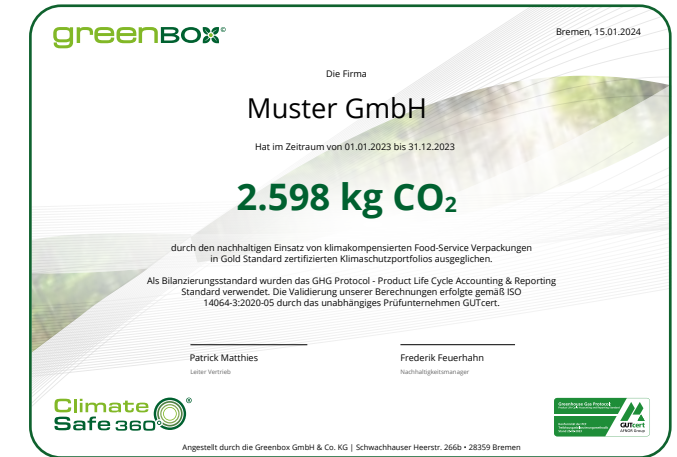 greenBOX©
Bremen, 15.01.2024
Die Firma
Muster GmbH
Hat im Zeitraum von 01.01.2023 bis 31.12.2023
2.598 kg CO₂
durch den nachhaltigen Einsatz von klimakompensierten Food-Service Verpackungen
in Gold Standard zertifizierten Klimaschutzportfolios ausgeglichen.
Als Bilanzierungsstandard wurden das GHG Protocol - Product Life Cycle Accounting & Reporting
Standard verwendet. Die Validierung unserer Berechnungen erfolgte gemäß ISO
14064-3:2020-05 durch das unabhängiges Prüfunternehmen GUTcert.
Patrick Matthies
Frederik Feuerhahn
Leiter Vertrieb
Nachhaltigkeitsmanager
Climate
Safe 360°®
Greenhouse Gas Protocol
GUTcert
AFNOR Group
Angestellt durch die Greenbox GmbH & Co. KG | Schwachhauser Heerstr. 266b • 28359 Bremen